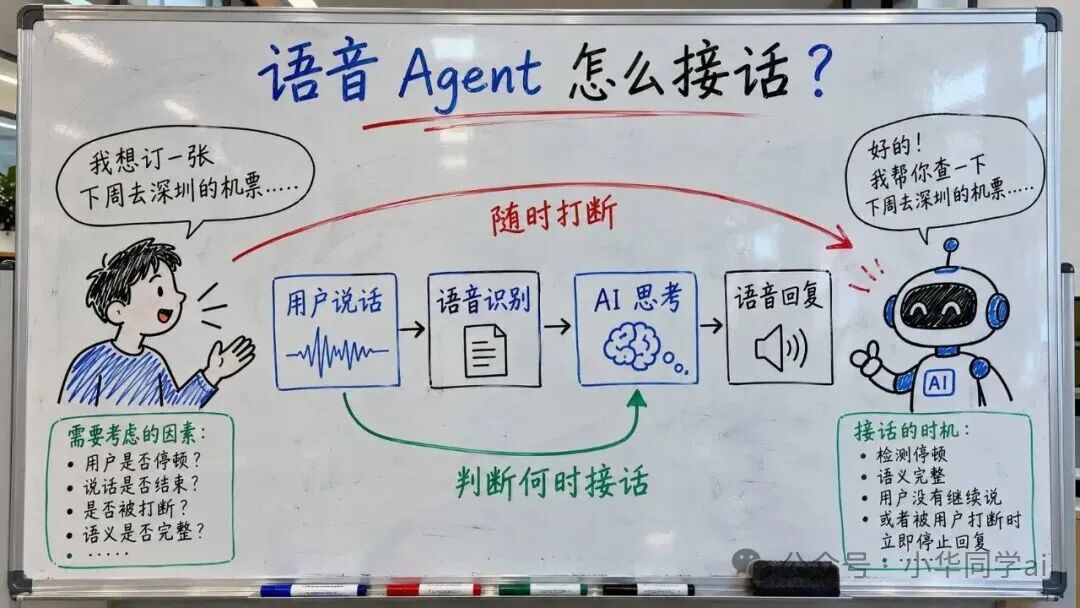 语音 Agent 怎么接话？
我想订一张
下周去深圳的机票.....
好的！
我帮你查一下
下周去深圳的机票.....
随时打断
用户说话
语音识别
AI 思考
语音回复
AI
判断何时接话
需要考虑的因素：
• 用户是否停顿？
• 说话是否结束？
• 是否被打断？
• 语义是否完整？
• .....
接话的时机：
• 检测停顿
• 语义完整
• 用户没有继续说
• 或者被用户打断时
立即停止回复
• ......
公众号：小华同学ai